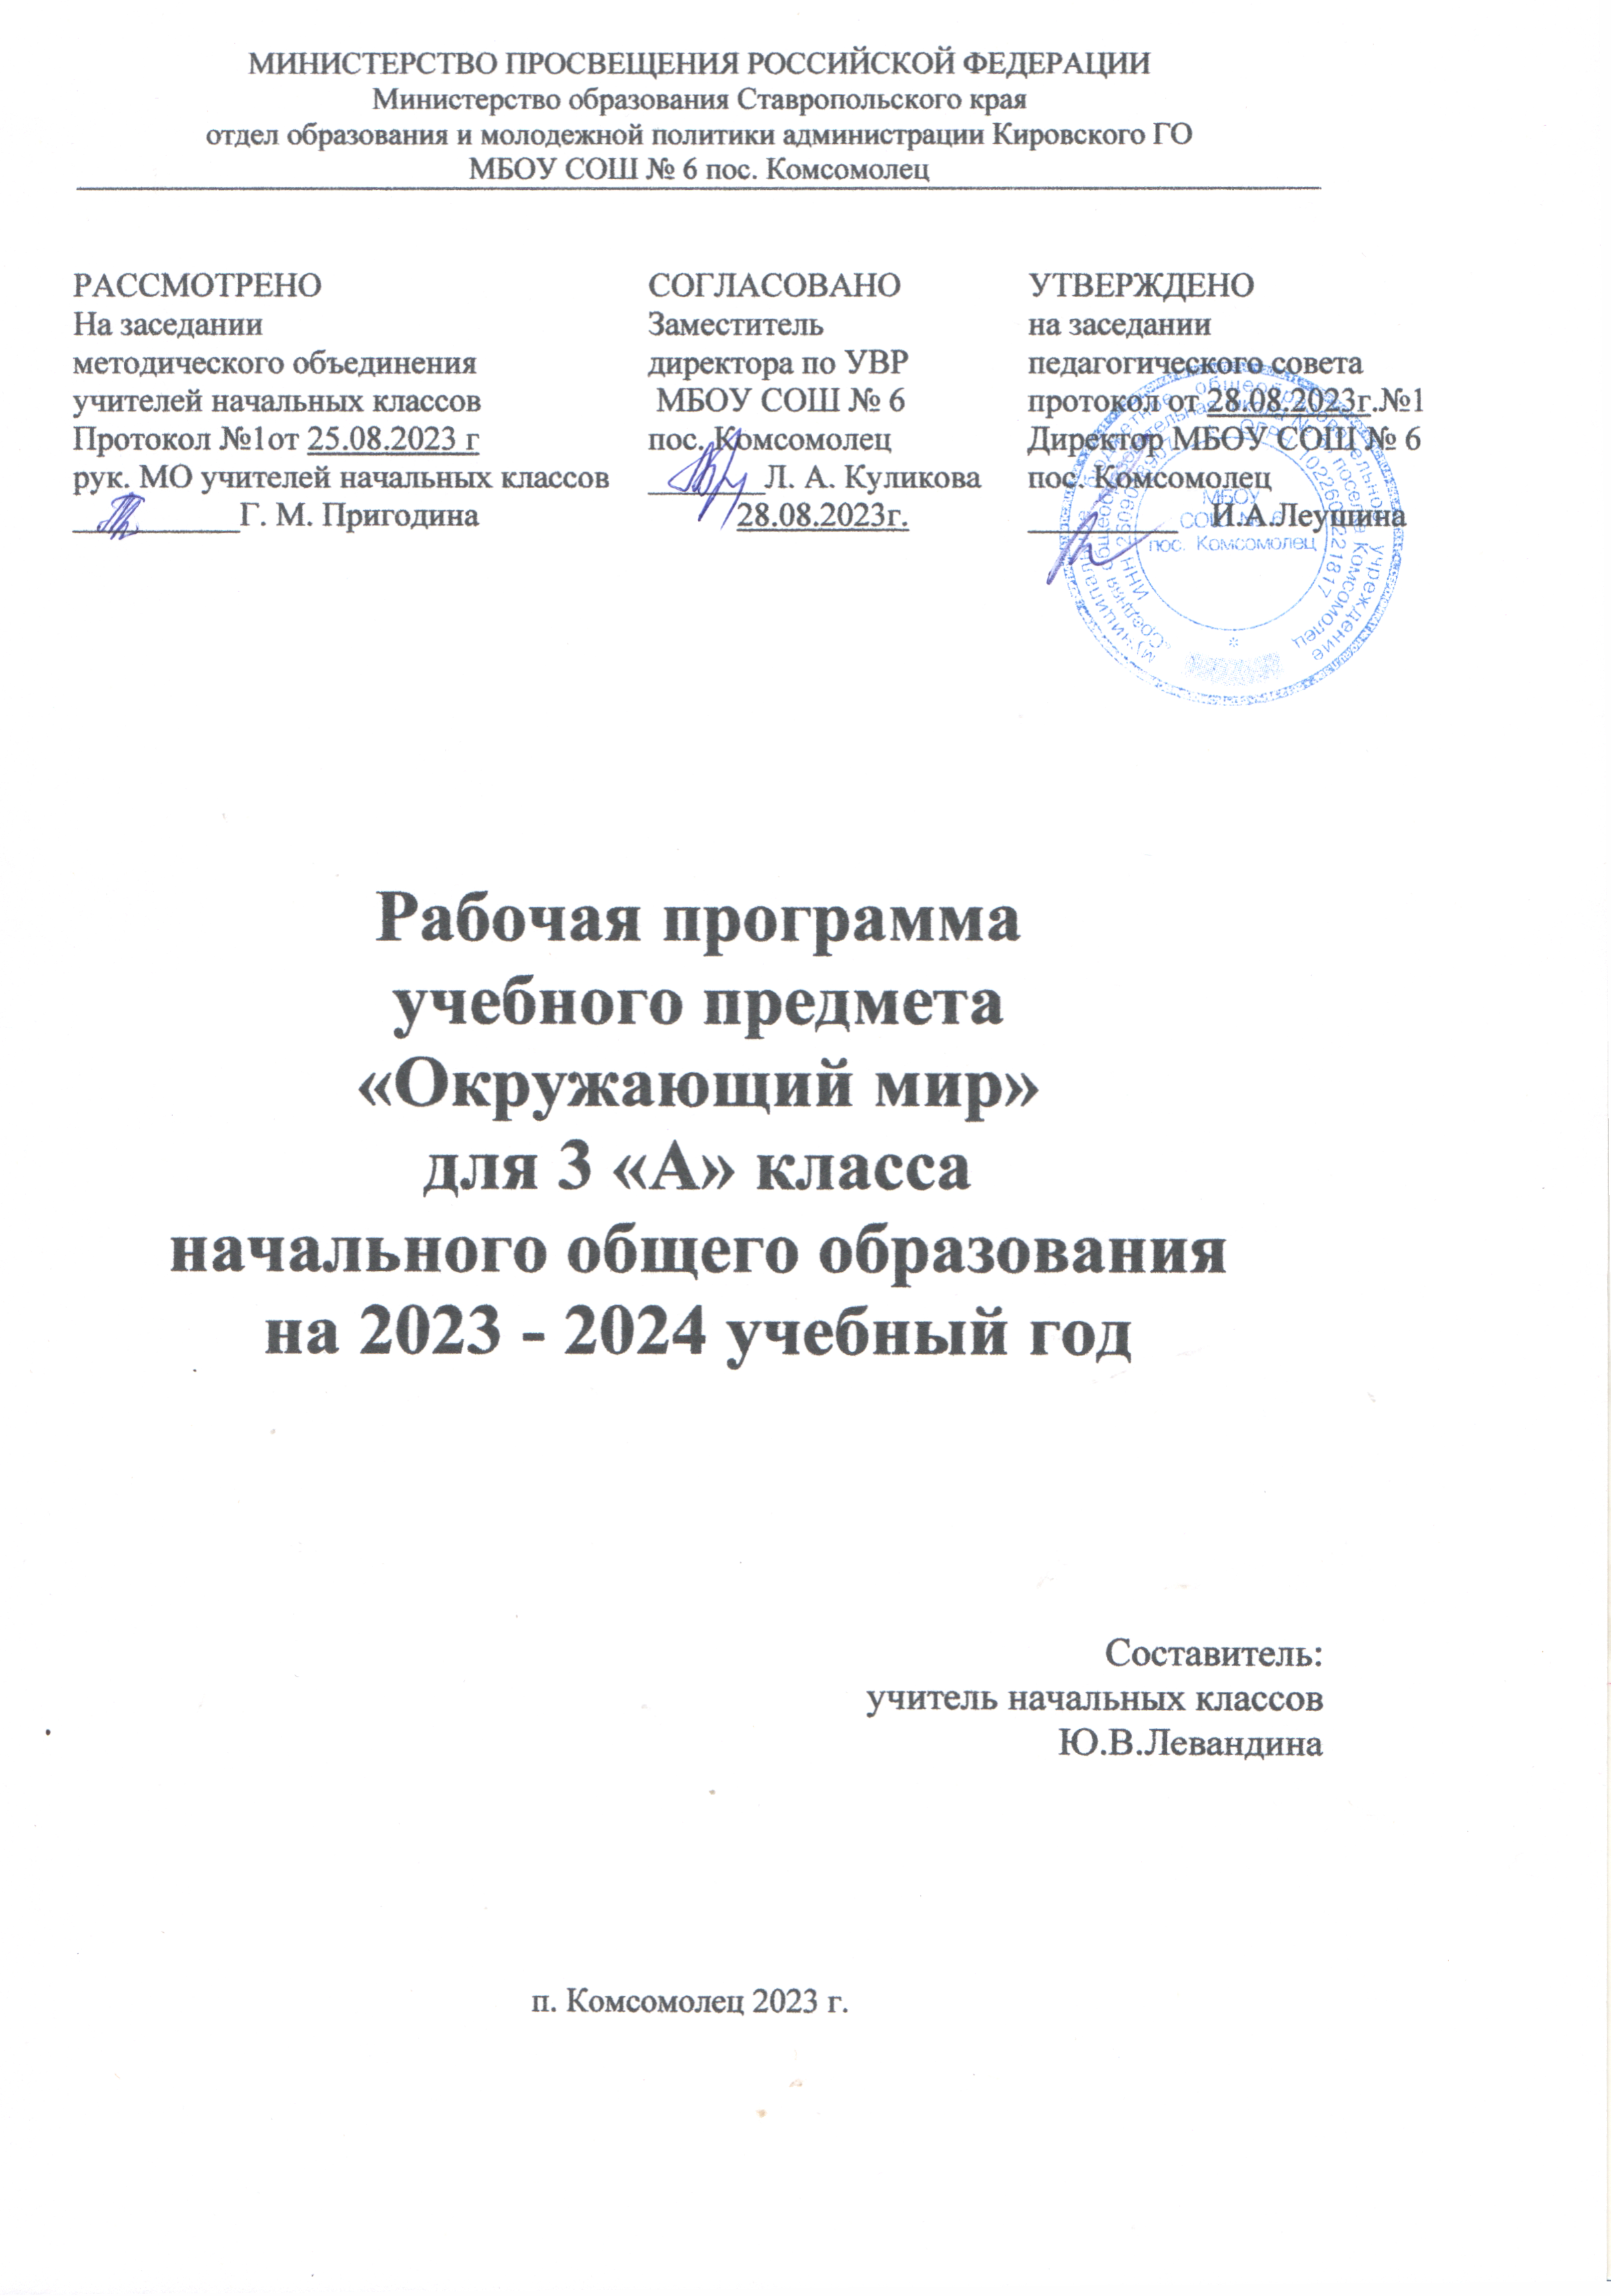 МИНИСТЕРСТВО ПРОСВЕЩЕНИЯ РОССИЙСКОЙ ФЕДЕРАЦИИ
Министерство образования Ставропольского края
отдел образования и молодежной политики администрации Кировского ГО
МБОУ СОШ № 6 пос. Комсомолец
РАССМОТРЕНО
На заседании
методического объединения
учителей начальных классов
Протокол №1от 25.08.2023 г
рук. МО учителей начальных классов
Г. М. Пригодина
СОГЛАСОВАНО
Заместитель
директора по УВР
МБОУ СОШ № 6
пос. Комсомолец
Л. А. Куликова
28.08.2023г.
УТВЕРЖДЕНО
на заседании
педагогического совета
протокол от 28.08.2023г.№1
Директор МБОУ СОШ № 6
пос. Комсомолец
И.А.Леушина
МБОУ
СОШ № 6
пос. Комсомолец
Рабочая программа
учебного предмета
«Окружающий мир»
для 3 «А» класса
начального общего образования
на 2023 - 2024 учебный год
Составитель:
учитель начальных классов
Ю.В.Левандина
п. Комсомолец 2023 г.